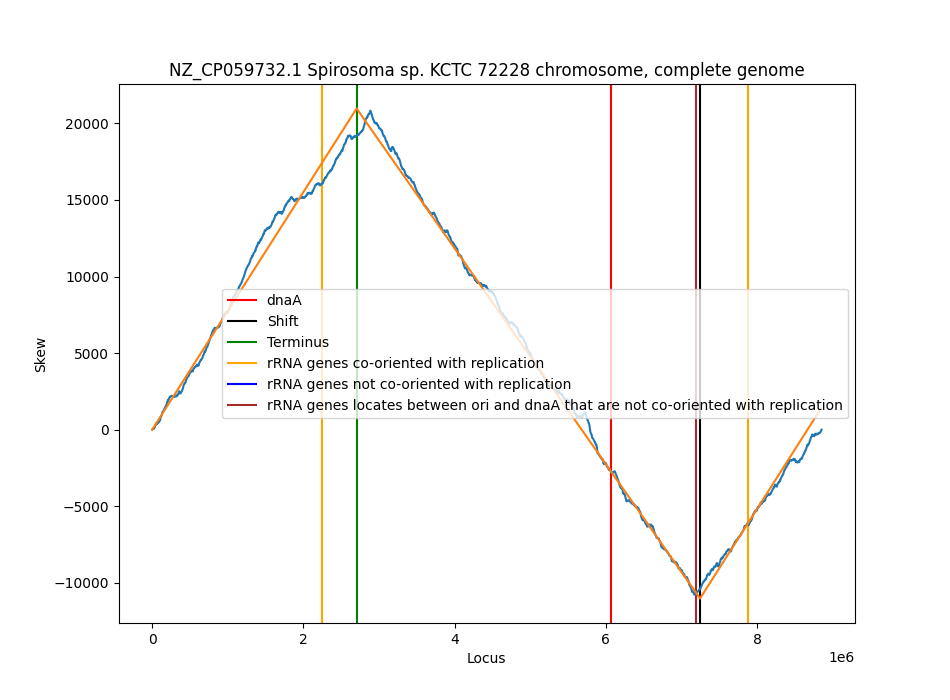 NZ_CP059732.1 Spirosoma sp. KCTC 72228 chromosome, complete genome
20000
15000
10000
5000
0
−5000
−10000
Skew
dnaA
Shift
Terminus
rRNA genes co-oriented with replication
rRNA genes not co-oriented with replication
rRNA genes locates between ori and dnaA that are not co-oriented with replication
0 2 4 6 8
Locus
1e6